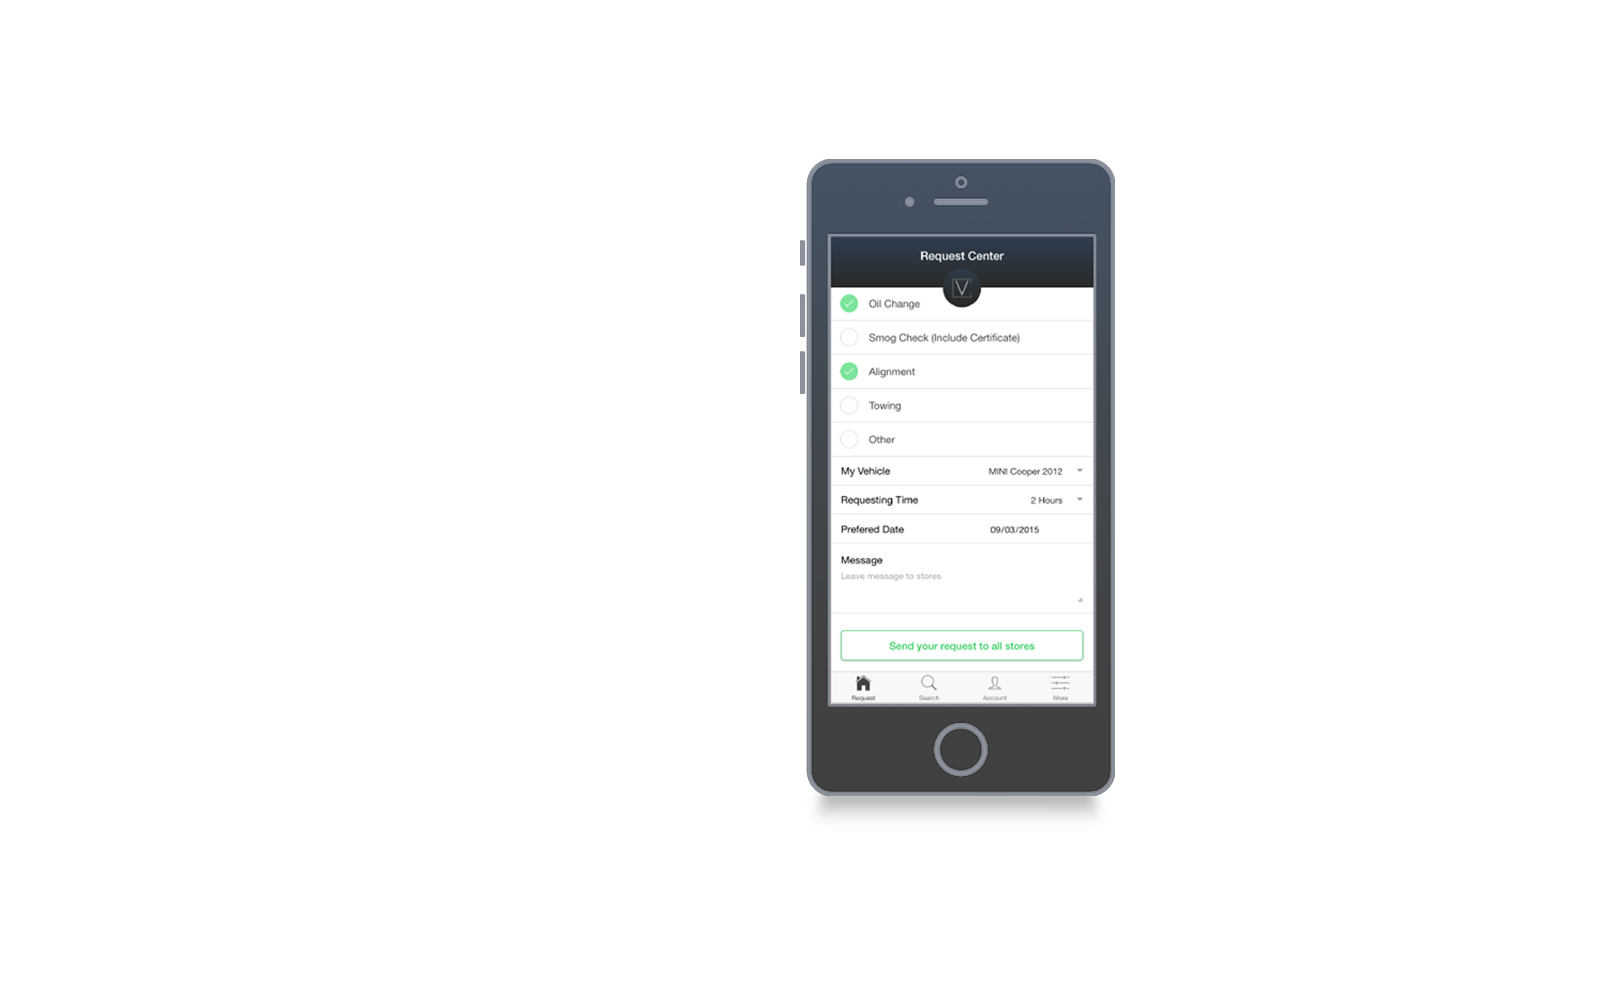 Request Center
V
Oil Change
Smog Check (Include Certificate)
Alignment
Towing
Other
My Vehicle MINI Cooper 2012
Requesting Time 2 Hours
Prefered Date 09/03/2015
Message
Leave message to stores
Send your request to all stores
Request Search Account More